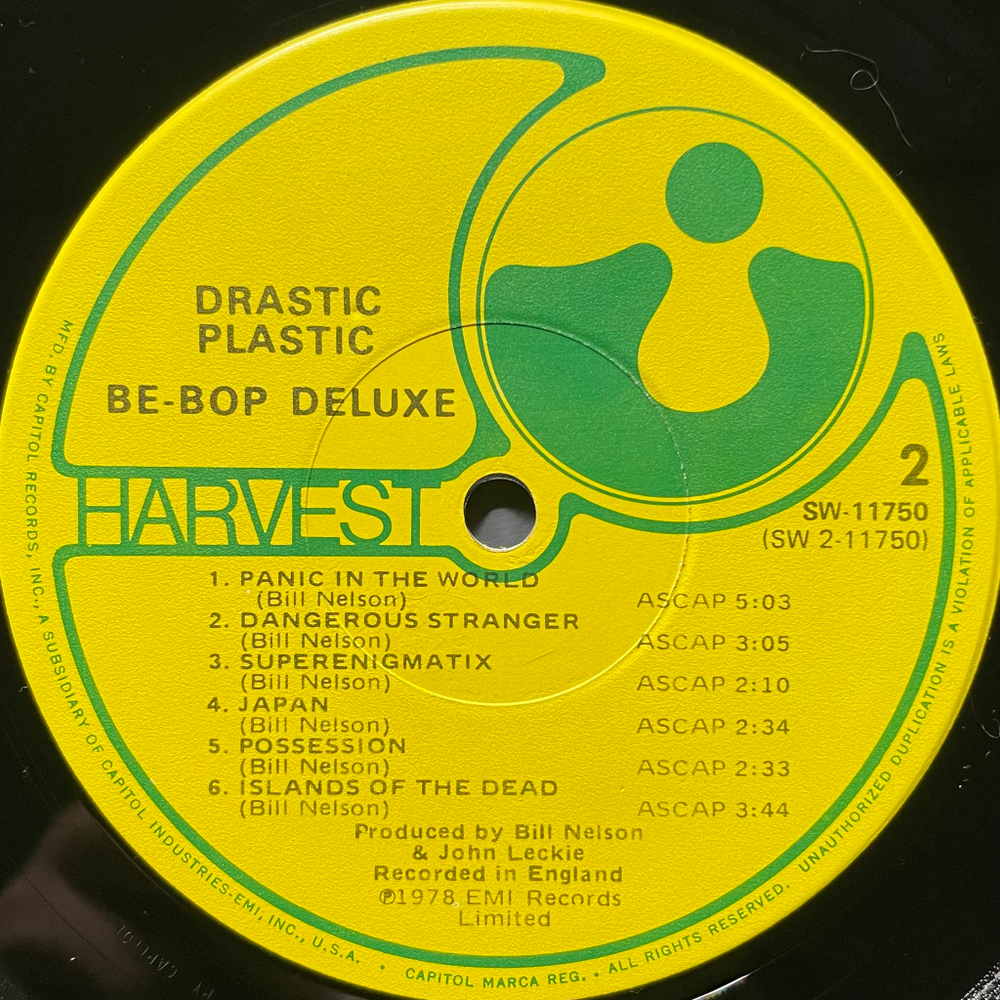 DRASTIC
PLASTIC
BE-BOP DELUXE
HARVEST
2
SW-11750
(SW 2-11750)
1. PANIC IN THE WORLD
(Bill Nelson) ASCAP 5:03
2. DANGEROUS STRANGER
(Bill Nelson) ASCAP 3:05
3. SUPERENIGMATIX
(Bill Nelson) ASCAP 2:10
4. JAPAN
(Bill Nelson) ASCAP 2:34
5. POSSESSION
(Bill Nelson) ASCAP 2:33
6. ISLANDS OF THE DEAD
(Bill Nelson) ASCAP 3:44
Produced by Bill Nelson
& John Leckie
Recorded in England
℗1978 EMI Records
Limited
MFD. BY CAPITOL RECORDS, INC., A SUBSIDIARY OF CAPITOL INDUSTRIES-EMI, INC., U.S.A. • CAPITOL MARCA REG. • ALL RIGHTS RESERVED. UNAUTHORIZED DUPLICATION IS A VIOLATION OF APPLICABLE LAWS